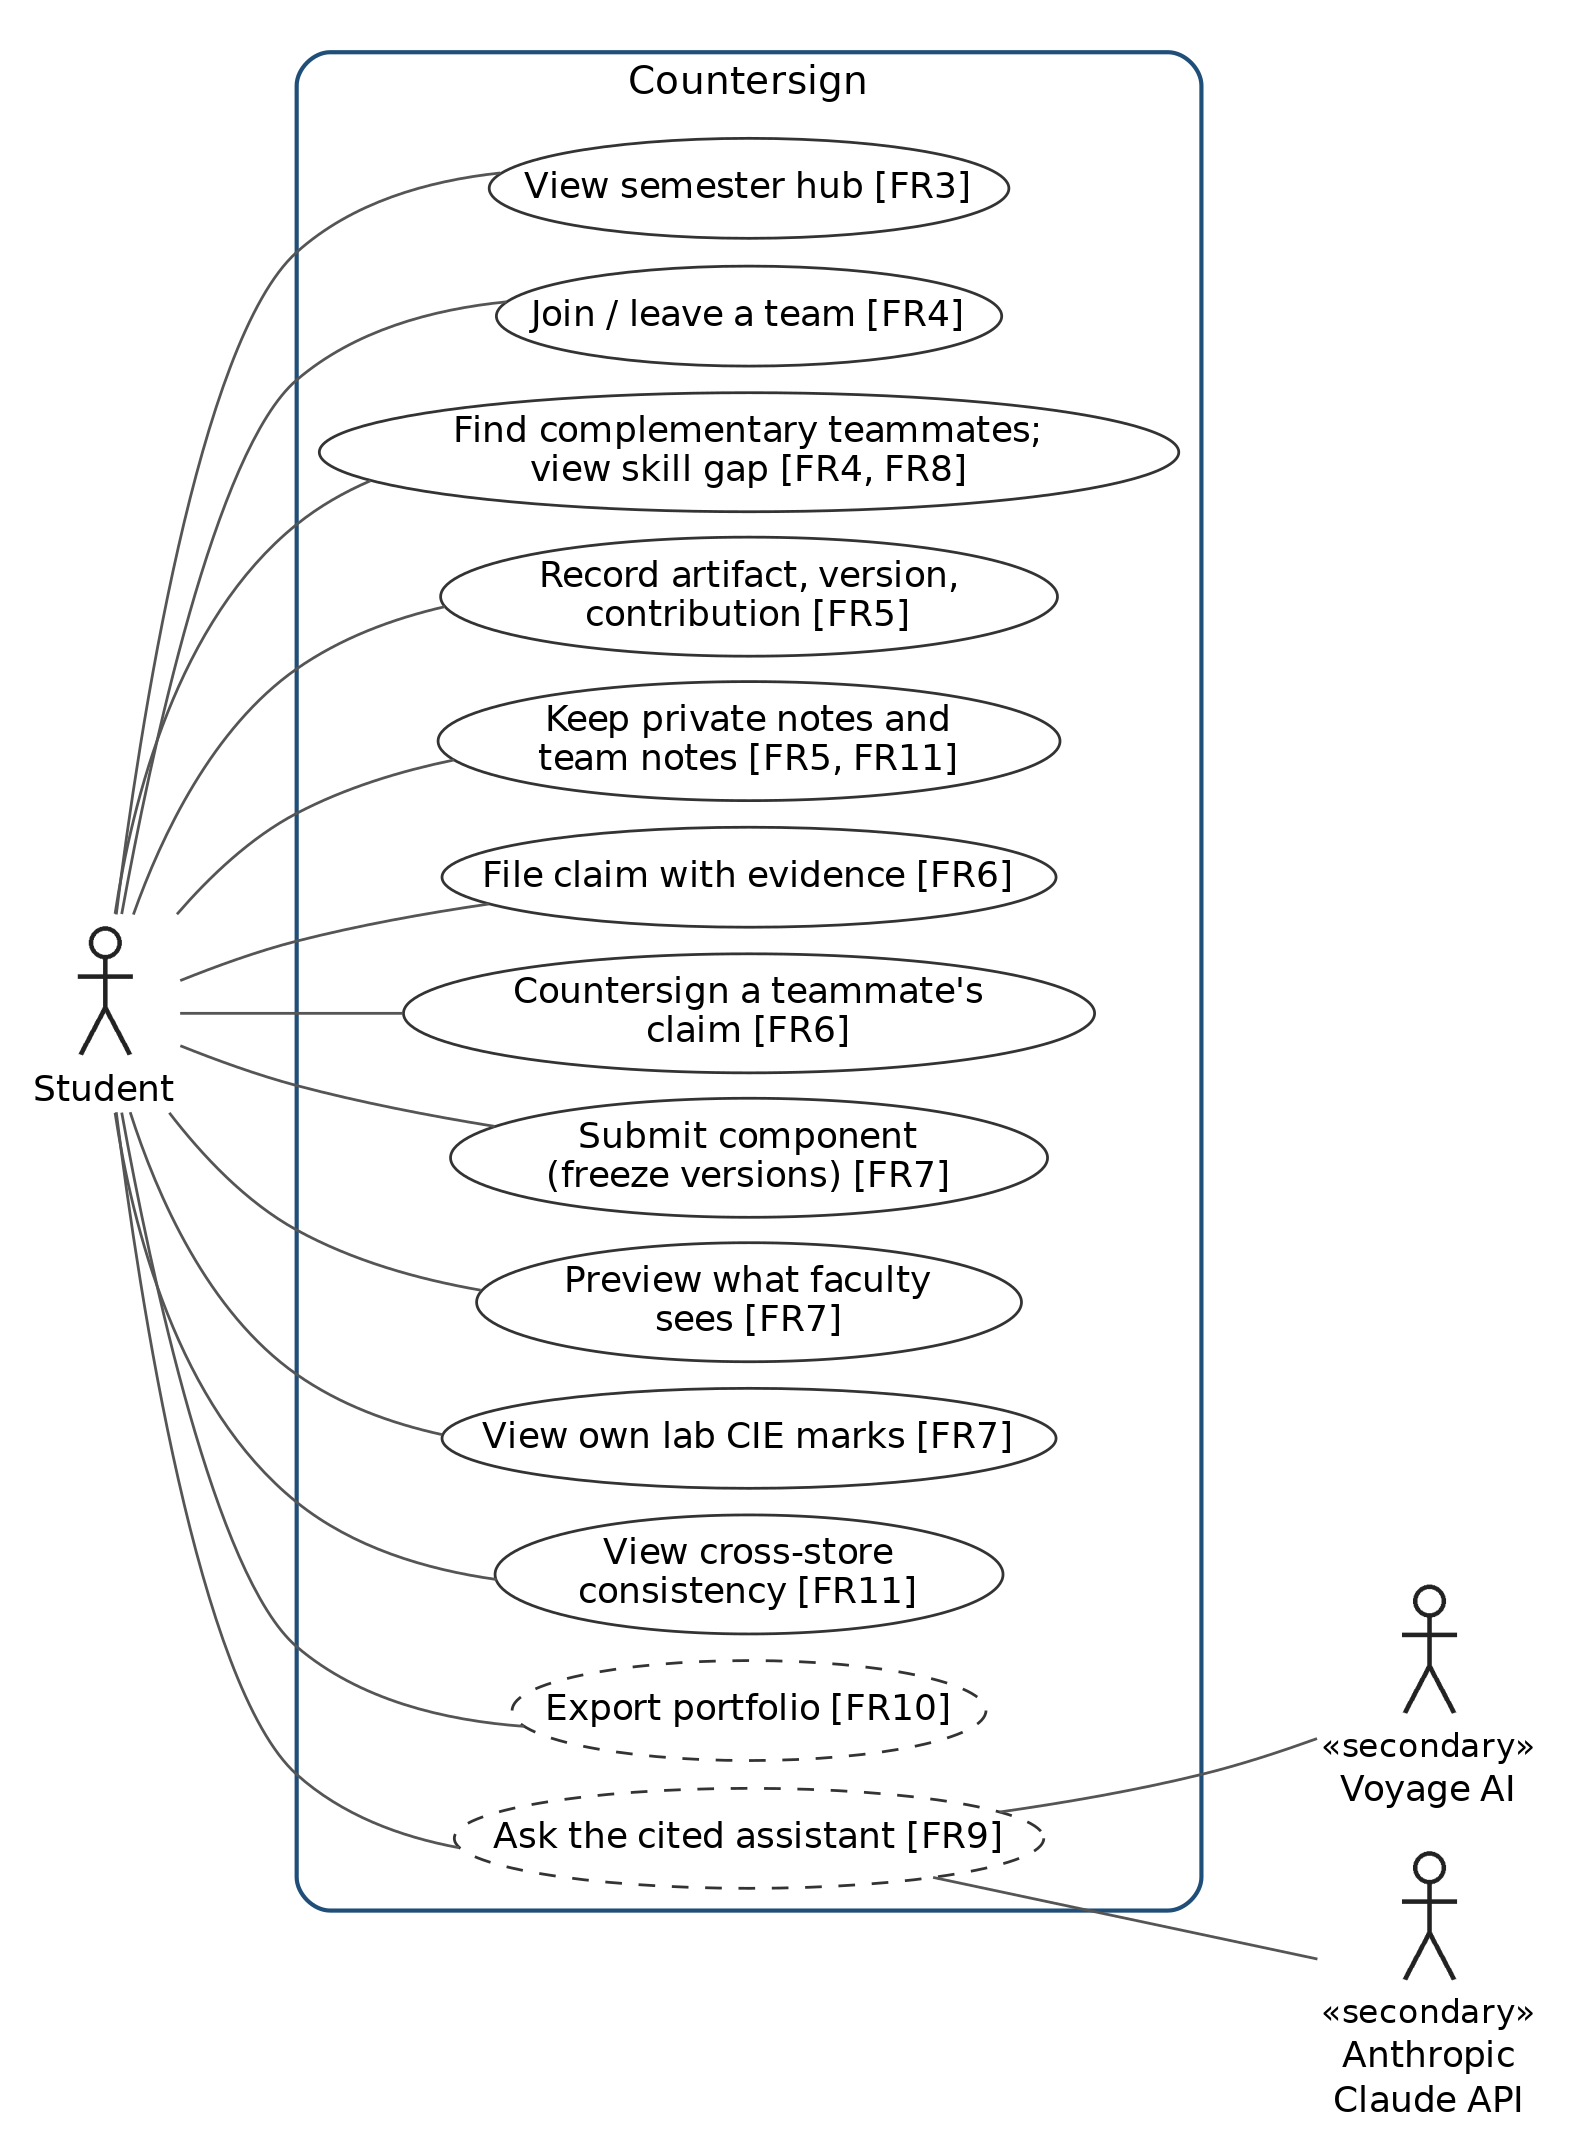 Countersign
View semester hub [FR3]
Join / leave a team [FR4]
Find complementary teammates;
view skill gap [FR4, FR8]
Record artifact, version,
contribution [FR5]
Keep private notes and
team notes [FR5, FR11]
File claim with evidence [FR6]
Countersign a teammate's
claim [FR6]
Student
Submit component
(freeze versions) [FR7]
Preview what faculty
sees [FR7]
View own lab CIE marks [FR7]
View cross-store
consistency [FR11]
Export portfolio [FR10]
«secondary»
Voyage AI
Ask the cited assistant [FR9]
«secondary»
Anthropic
Claude API